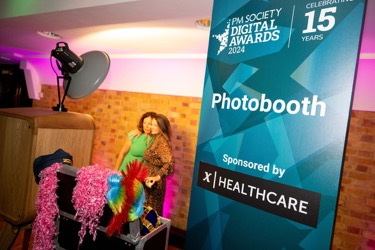 PM SOCIETY
DIGITAL
AWARDS
2024
CELEBRATING
15
YEARS
Photobooth
Sponsored by
X | HEALTHCARE